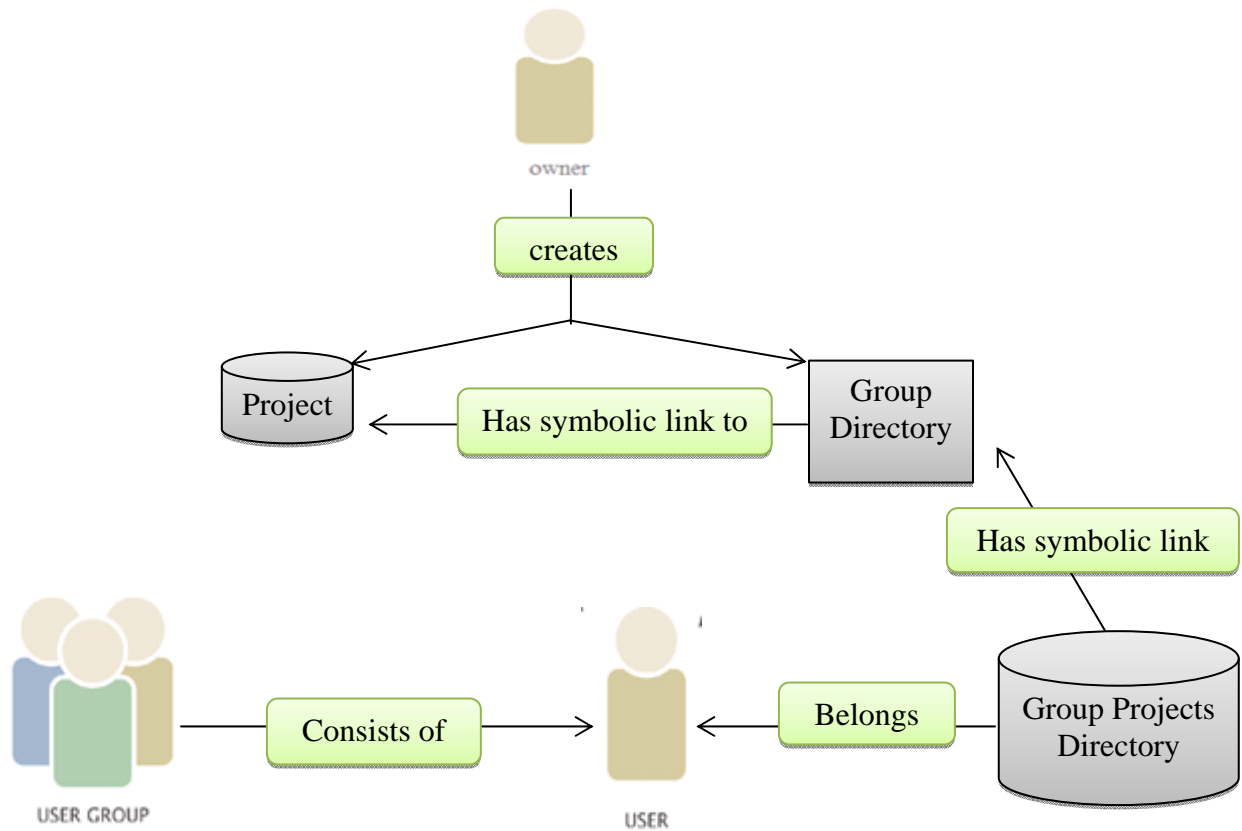 owner
creates
Project
Has symbolic link to
Group
Directory
Has symbolic link
Consists of
Belongs
Group Projects
Directory
USER GROUP
USER